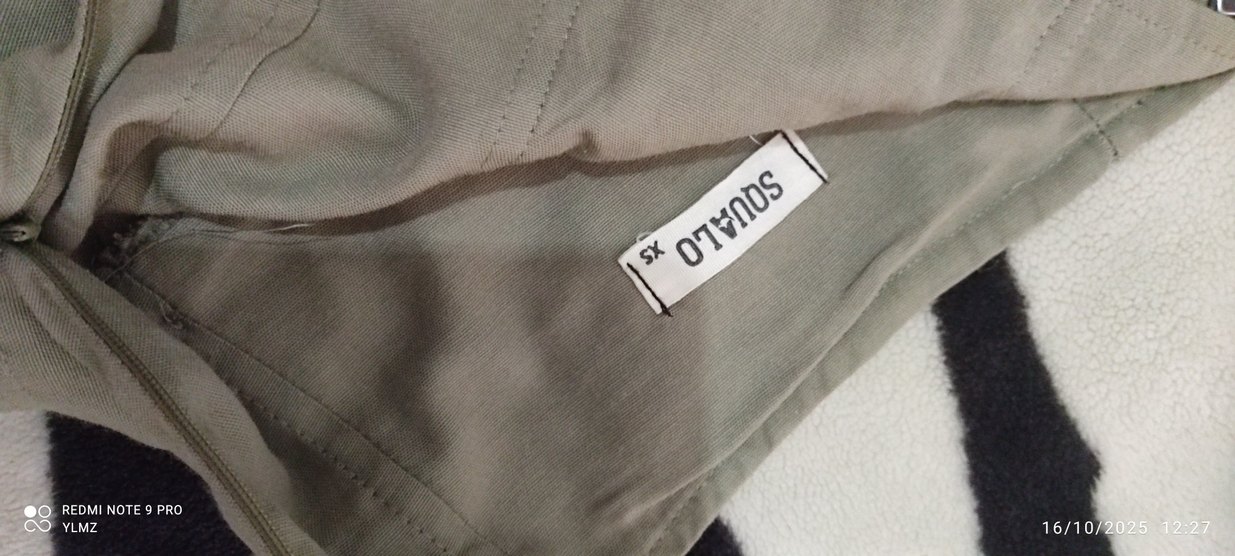 SQUALO
XS
REDMI NOTE 9 PRO
YLMZ
16/10/2025 12:27